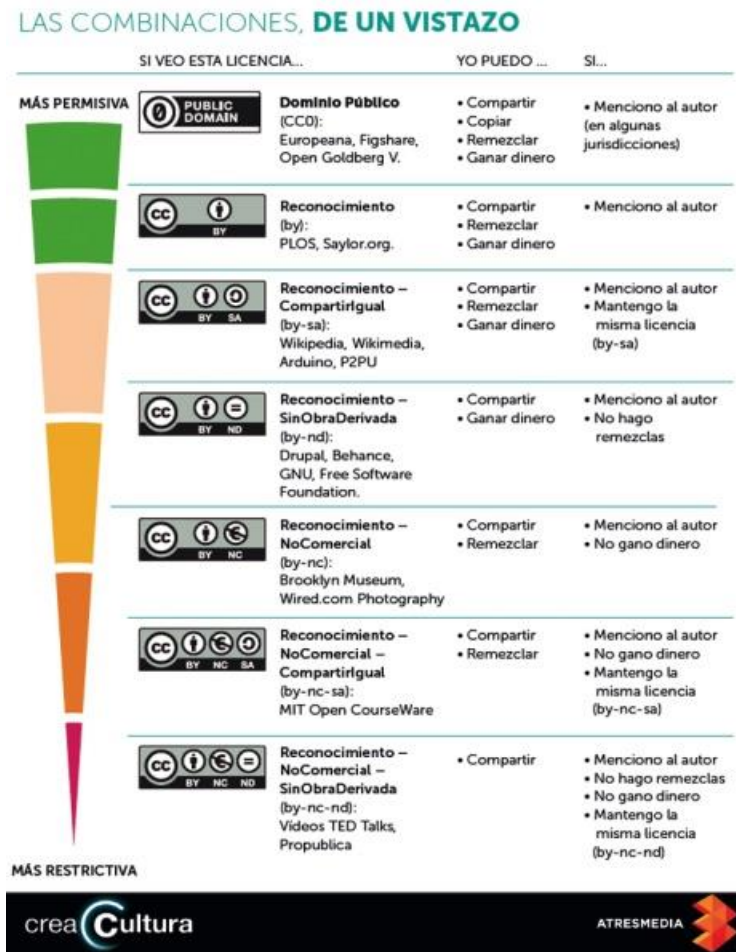 LAS COMBINACIONES, DE UN VISTAZO
SI VEO ESTA LICENCIA...
YO PUEDO ...
SI...
MÁS PERMISIVA
PUBLIC
DOMAIN
Dominio Público
(CC0):
Europeana, Figshare,
Open Goldberg V.
• Compartir
• Copiar
• Remezclar
• Ganar dinero
• Menciono al autor
(en algunas
jurisdicciones)
cc
BY
Reconocimiento
(by):
PLOS, Saylor.org.
• Compartir
• Remezclar
• Ganar dinero
• Menciono al autor
cc
BY SA
Reconocimiento –
CompartirIgual
(by-sa):
Wikipedia, Wikimedia,
Arduino, P2PU
• Compartir
• Remezclar
• Ganar dinero
• Menciono al autor
• Mantengo la
misma licencia
(by-sa)
cc
BY ND
Reconocimiento –
SinObraDerivada
(by-nd):
Drupal, Behance,
GNU, Free Software
Foundation.
• Compartir
• Ganar dinero
• Menciono al autor
• No hago
remezclas
cc
BY NC
Reconocimiento –
NoComercial
(by-nc):
Brooklyn Museum,
Wired.com Photography
• Compartir
• Remezclar
• Menciono al autor
• No gano dinero
cc
BY NC SA
Reconocimiento –
NoComercial –
CompartirIgual
(by-nc-sa):
MIT Open CourseWare
• Compartir
• Remezclar
• Menciono al autor
• No gano dinero
• Mantengo la
misma licencia
(by-nc-sa)
cc
BY NC ND
Reconocimiento –
NoComercial –
SinObraDerivada
(by-nc-nd):
Vídeos TED Talks,
Propublica
• Compartir
• Menciono al autor
• No hago remezclas
• No gano dinero
• Mantengo la
misma licencia
(by-nc-nd)
MÁS RESTRICTIVA
crea Cultura
ATRESMEDIA